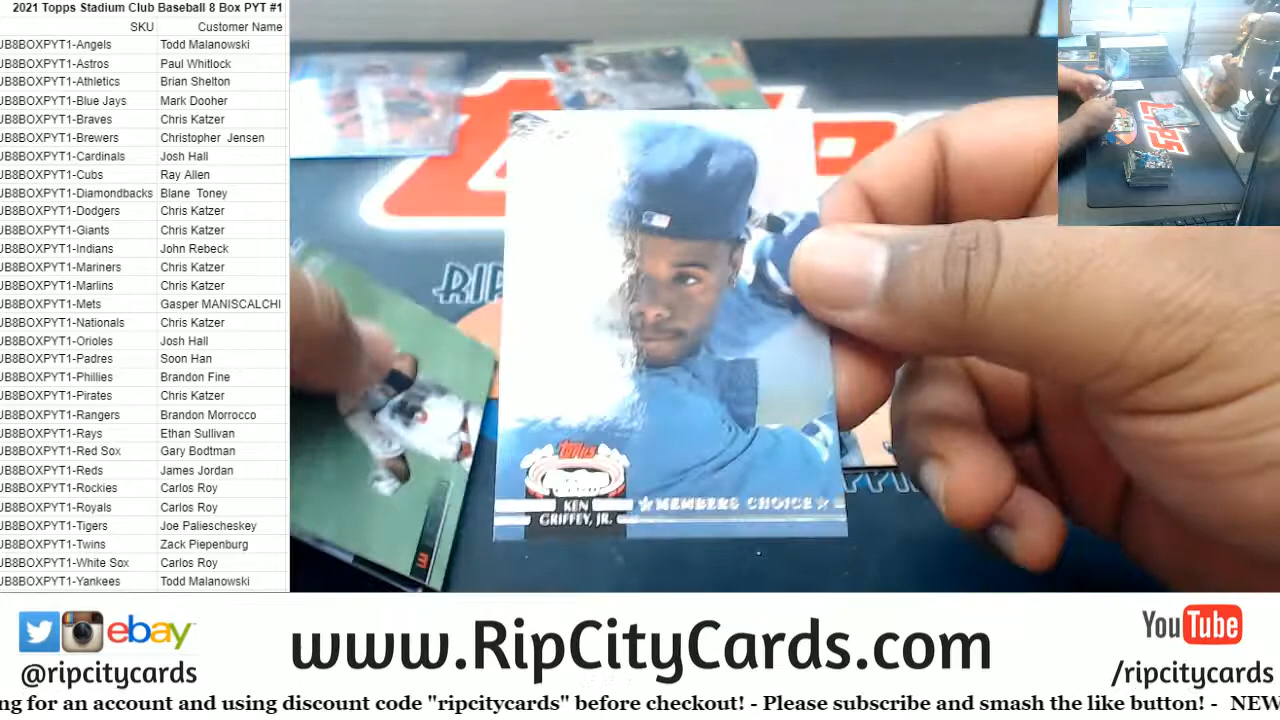 2021 Topps Stadium Club Baseball 8 Box PYT #1
SKU Customer Name
JB8BOXPYT1-Angels Todd Malanowski
JB8BOXPYT1-Astros Paul Whitlock
JB8BOXPYT1-Athletics Brian Shelton
JB8BOXPYT1-Blue Jays Mark Dooher
JB8BOXPYT1-Braves Chris Katzer
JB8BOXPYT1-Brewers Christopher Jensen
JB8BOXPYT1-Cardinals Josh Hall
JB8BOXPYT1-Cubs Ray Allen
JB8BOXPYT1-Diamondbacks Blane Toney
JB8BOXPYT1-Dodgers Chris Katzer
JB8BOXPYT1-Giants Chris Katzer
JB8BOXPYT1-Indians John Rebeck
JB8BOXPYT1-Mariners Chris Katzer
JB8BOXPYT1-Marlins Chris Katzer
JB8BOXPYT1-Mets Gasper MANISCALCHI
JB8BOXPYT1-Nationals Chris Katzer
JB8BOXPYT1-Orioles Josh Hall
JB8BOXPYT1-Padres Soon Han
JB8BOXPYT1-Phillies Brandon Fine
JB8BOXPYT1-Pirates Chris Katzer
JB8BOXPYT1-Rangers Brandon Morrocco
JB8BOXPYT1-Rays Ethan Sullivan
JB8BOXPYT1-Red Sox Gary Bodtman
JB8BOXPYT1-Reds James Jordan
JB8BOXPYT1-Rockies Carlos Roy
JB8BOXPYT1-Royals Carlos Roy
JB8BOXPYT1-Tigers Joe Paliescheskey
JB8BOXPYT1-Twins Zack Piepenburg
JB8BOXPYT1-White Sox Carlos Roy
JB8BOXPYT1-Yankees Todd Malanowski
RIP
Topps
KEN
GRIFFEY, JR.
MEMBERS CHOICE
ebay
@ripcitycards
www.RipCityCards.com
YouTube
/ripcitycards
ng for an account and using discount code "ripcitycards" before checkout! - Please subscribe and smash the like button! - NEW